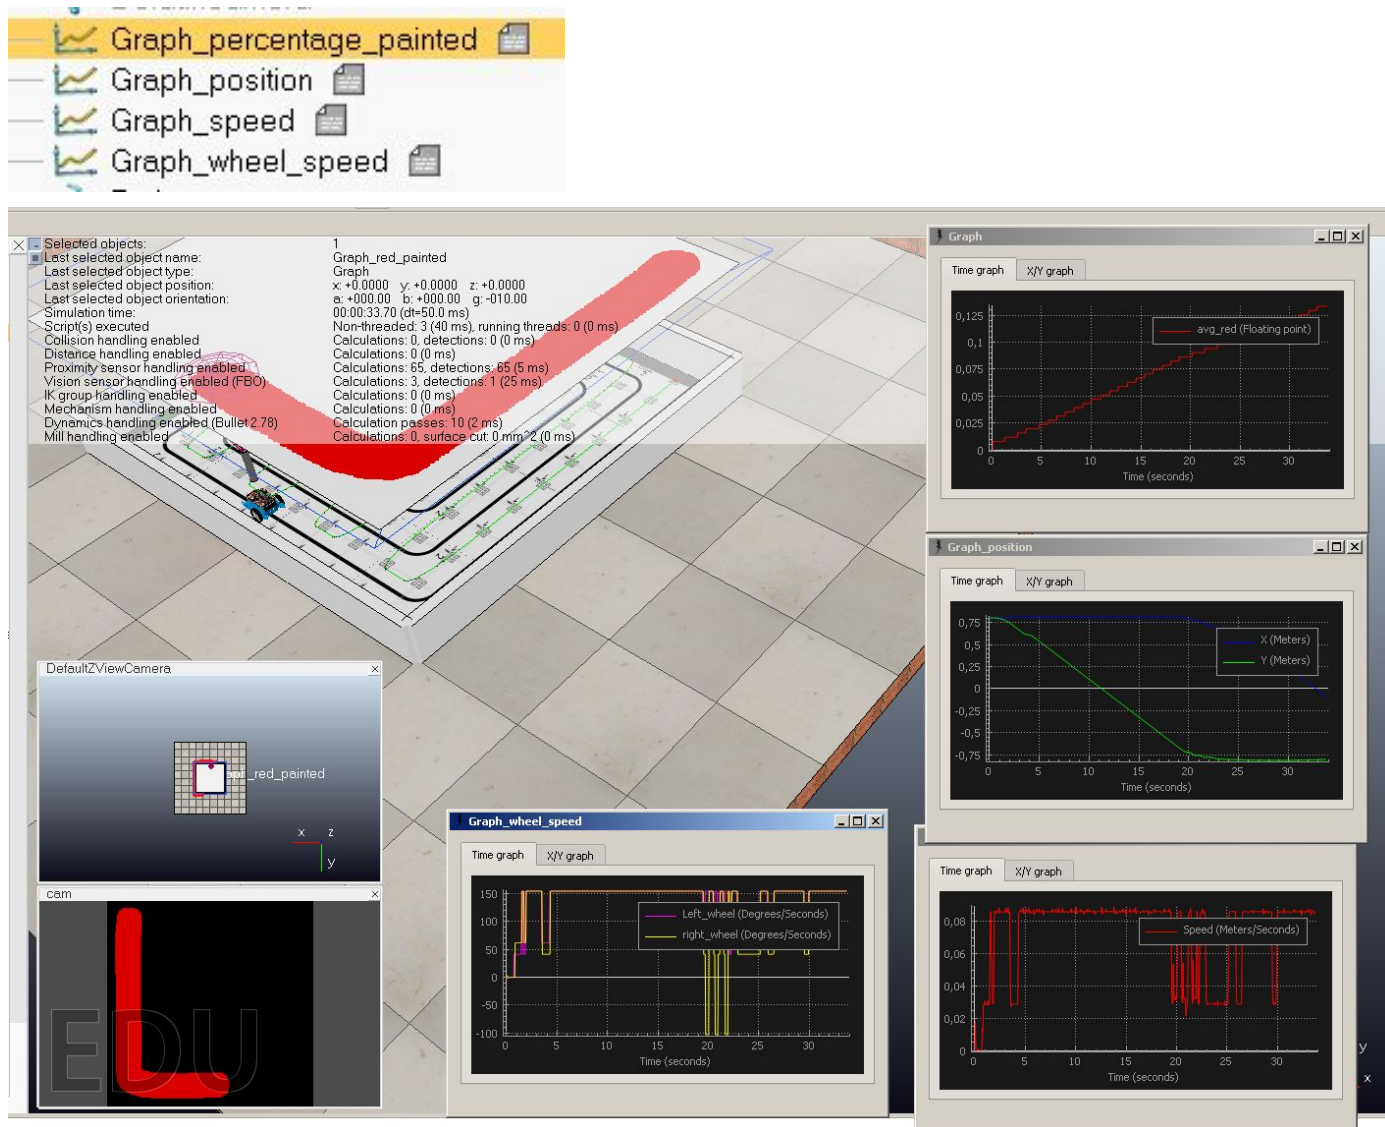 Graph_percentage_painted
Graph_position
Graph_speed
Graph_wheel_speed
Selected objects: 1
Last selected object name: Graph_red_painted
Last selected object type: Graph
Last selected object position: x: +0.0000 y: +0.0000 z: +0.0000
Last selected object orientation: a: +000.00 b: +000.00 g: -010.00
Simulation time: 00:00:33.70 (dt=50.0 ms)
Script(s) executed Non-threaded: 3 (40 ms), running threads: 0 (0 ms)
Collision handling enabled Calculations: 0, detections: 0 (0 ms)
Distance handling enabled Calculations: 0 (0 ms)
Proximity sensor handling enabled Calculations: 65, detections: 65 (5 ms)
Vision sensor handling enabled (FBO) Calculations: 3, detections: 1 (25 ms)
IK group handling enabled Calculations: 0 (0 ms)
Mechanism handling enabled Calculations: 0 (0 ms)
Dynamics handling enabled (Bullet 2.78) Calculation passes: 10 (2 ms)
Mill handling enabled Calculations: 0, surface cut: 0 mm^2 (0 ms)
Graph
Time graph X/Y graph
0,125
0,1
0,075
0,05
0,025
0
avg_red (Floating point)
0 5 10 15 20 25 30
Time (seconds)
Graph_position
Time graph X/Y graph
0,75
0,5
0,25
0
-0,25
-0,5
-0,75
X (Meters)
Y (Meters)
0 5 10 15 20 25 30
Time (seconds)
DefaultZViewCamera
_red_painted
x z
y
cam
EDU
Graph_wheel_speed
Time graph X/Y graph
150
100
50
0
-50
-100
Left_wheel (Degrees/Seconds)
right_wheel (Degrees/Seconds)
0 5 10 15 20 25 30
Time (seconds)
Time graph X/Y graph
0,08
0,06
0,04
0,02
0
Speed (Meters/Seconds)
0 5 10 15 20 25 30
Time (seconds)
y
x